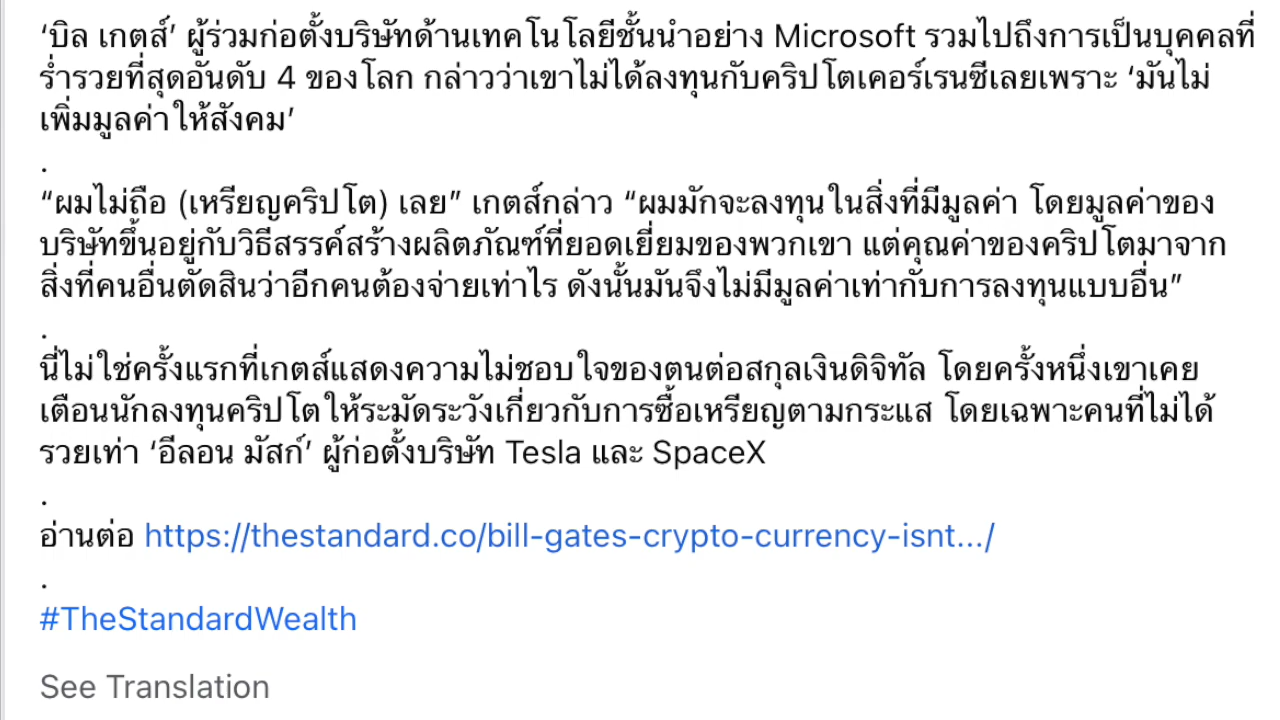 ‘บิล เกตส์’ ผู้ร่วมก่อตั้งบริษัทด้านเทคโนโลยีชั้นนำอย่าง Microsoft รวมไปถึงการเป็นบุคคลที่
ร่ำรวยที่สุดอันดับ 4 ของโลก กล่าวว่าเขาไม่ได้ลงทุนกับคริปโตเคอร์เรนซีเลยเพราะ ‘มันไม่
เพิ่มมูลค่าให้สังคม’
.
“ผมไม่ถือ (เหรียญคริปโต) เลย” เกตส์กล่าว “ผมมักจะลงทุนในสิ่งที่มีมูลค่า โดยมูลค่าของ
บริษัทขึ้นอยู่กับวิธีสรรค์สร้างผลิตภัณฑ์ที่ยอดเยี่ยมของพวกเขา แต่คุณค่าของคริปโตมาจาก
สิ่งที่คนอื่นตัดสินว่าอีกคนต้องจ่ายเท่าไร ดังนั้นมันจึงไม่มีมูลค่าเท่ากับการลงทุนแบบอื่น”
.
นี่ไม่ใช่ครั้งแรกที่เกตส์แสดงความไม่ชอบใจของตนต่อสกุลเงินดิจิทัล โดยครั้งหนึ่งเขาเคย
เตือนนักลงทุนคริปโตให้ระมัดระวังเกี่ยวกับการซื้อเหรียญตามกระแส โดยเฉพาะคนที่ไม่ได้
รวยเท่า ‘อีลอน มัสก์’ ผู้ก่อตั้งบริษัท Tesla และ SpaceX
.
อ่านต่อ https://thestandard.co/bill-gates-crypto-currency-isnt.../
.
#TheStandardWealth
See Translation